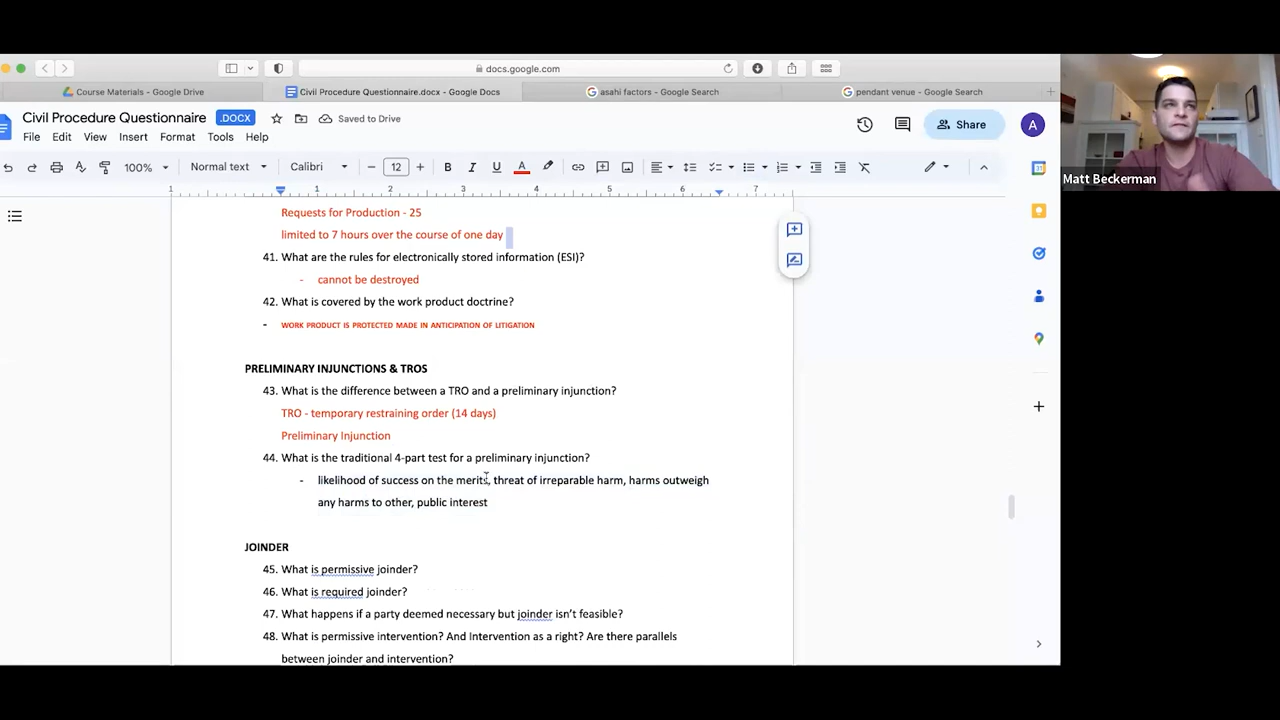 docs.google.com
Course Materials – Google Drive
Civil Procedure Questionnaire.docx - Google Docs
asahi factors - Google Search
pendant venue - Google Search
Civil Procedure Questionnaire
.DOCX
Saved to Drive
File Edit View Insert Format Tools Help
Share
A
100%
Normal text
Calibri
12
B I U A
1 1 2 3 4 5 6 7
Matt Beckerman
Requests for Production - 25
limited to 7 hours over the course of one day
41. What are the rules for electronically stored information (ESI)?
- cannot be destroyed
42. What is covered by the work product doctrine?
- WORK PRODUCT IS PROTECTED MADE IN ANTICIPATION OF LITIGATION
PRELIMINARY INJUNCTIONS & TROS
43. What is the difference between a TRO and a preliminary injunction?
TRO - temporary restraining order (14 days)
Preliminary Injunction
44. What is the traditional 4-part test for a preliminary injunction?
- likelihood of success on the merits, threat of irreparable harm, harms outweigh
any harms to other, public interest
JOINDER
45. What is permissive joinder?
46. What is required joinder?
47. What happens if a party deemed necessary but joinder isn't feasible?
48. What is permissive intervention? And Intervention as a right? Are there parallels
between joinder and intervention?